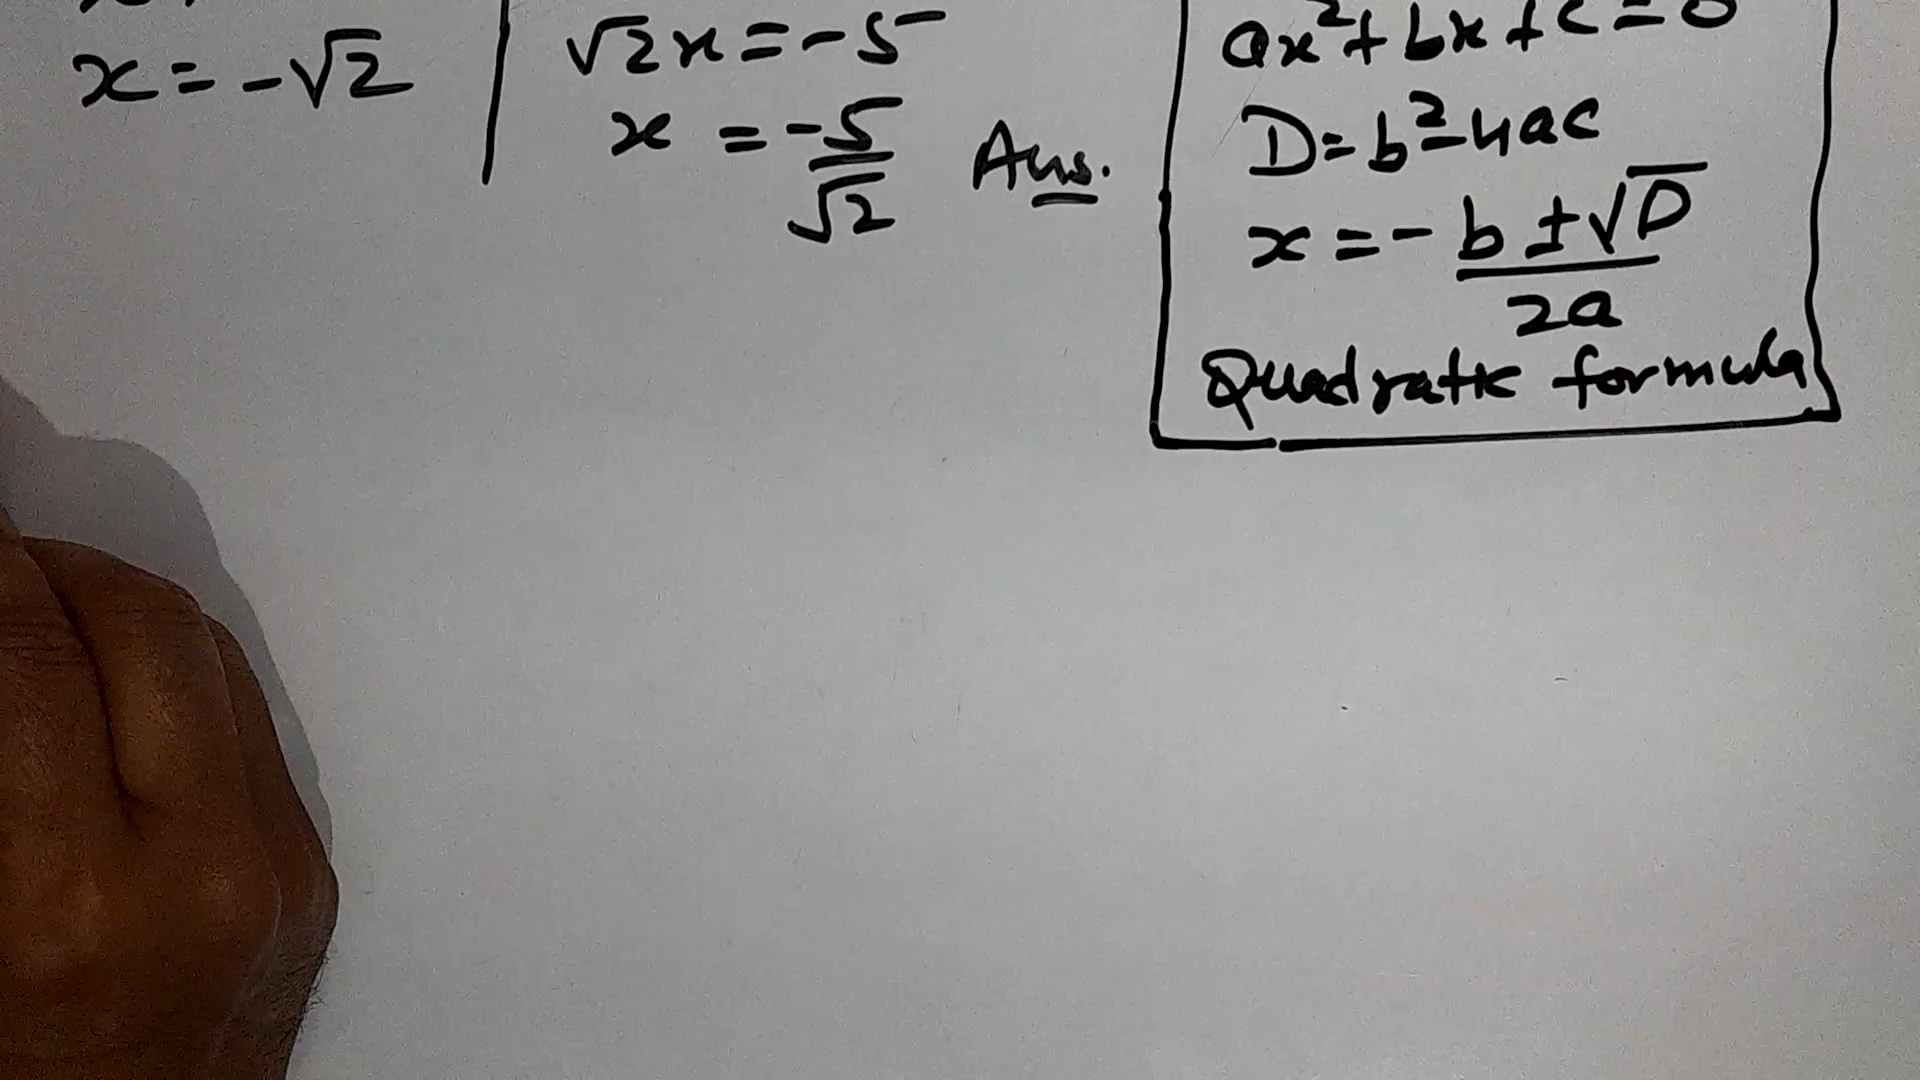 x = -√2
√2x = -5
x = -5/√2 Ans.
ax²+bx+c=0
D=b²-4ac
x = -b±√D/2a
Quadratic formula